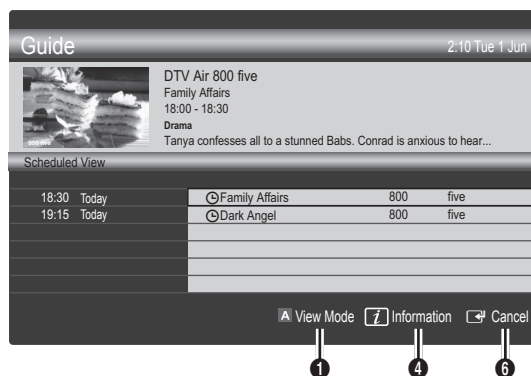 Guide 2:10 Tue 1 Jun
DTV Air 800 five
Family Affairs
18:00 - 18:30
Drama
Tanya confesses all to a stunned Babs. Conrad is anxious to hear...
800 five
Scheduled View
18:30 Today Family Affairs 800 five
19:15 Today Dark Angel 800 five
A View Mode i Information Cancel
1 4 6